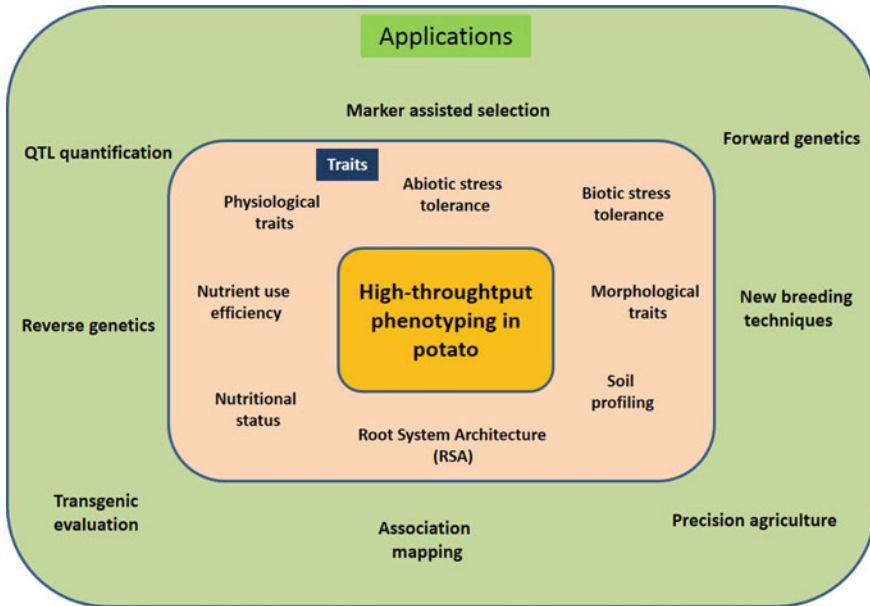 Applications
Marker assisted selection
QTL quantification
Forward genetics
Traits
Abiotic stress
tolerance
Physiological
traits
Biotic stress
tolerance
Nutrient use
efficiency
High-throughtput
phenotyping in
potato
Morphological
traits
Reverse genetics
New breeding
techniques
Nutritional
status
Soil
profiling
Root System Architecture
(RSA)
Transgenic
evaluation
Association
mapping
Precision agriculture